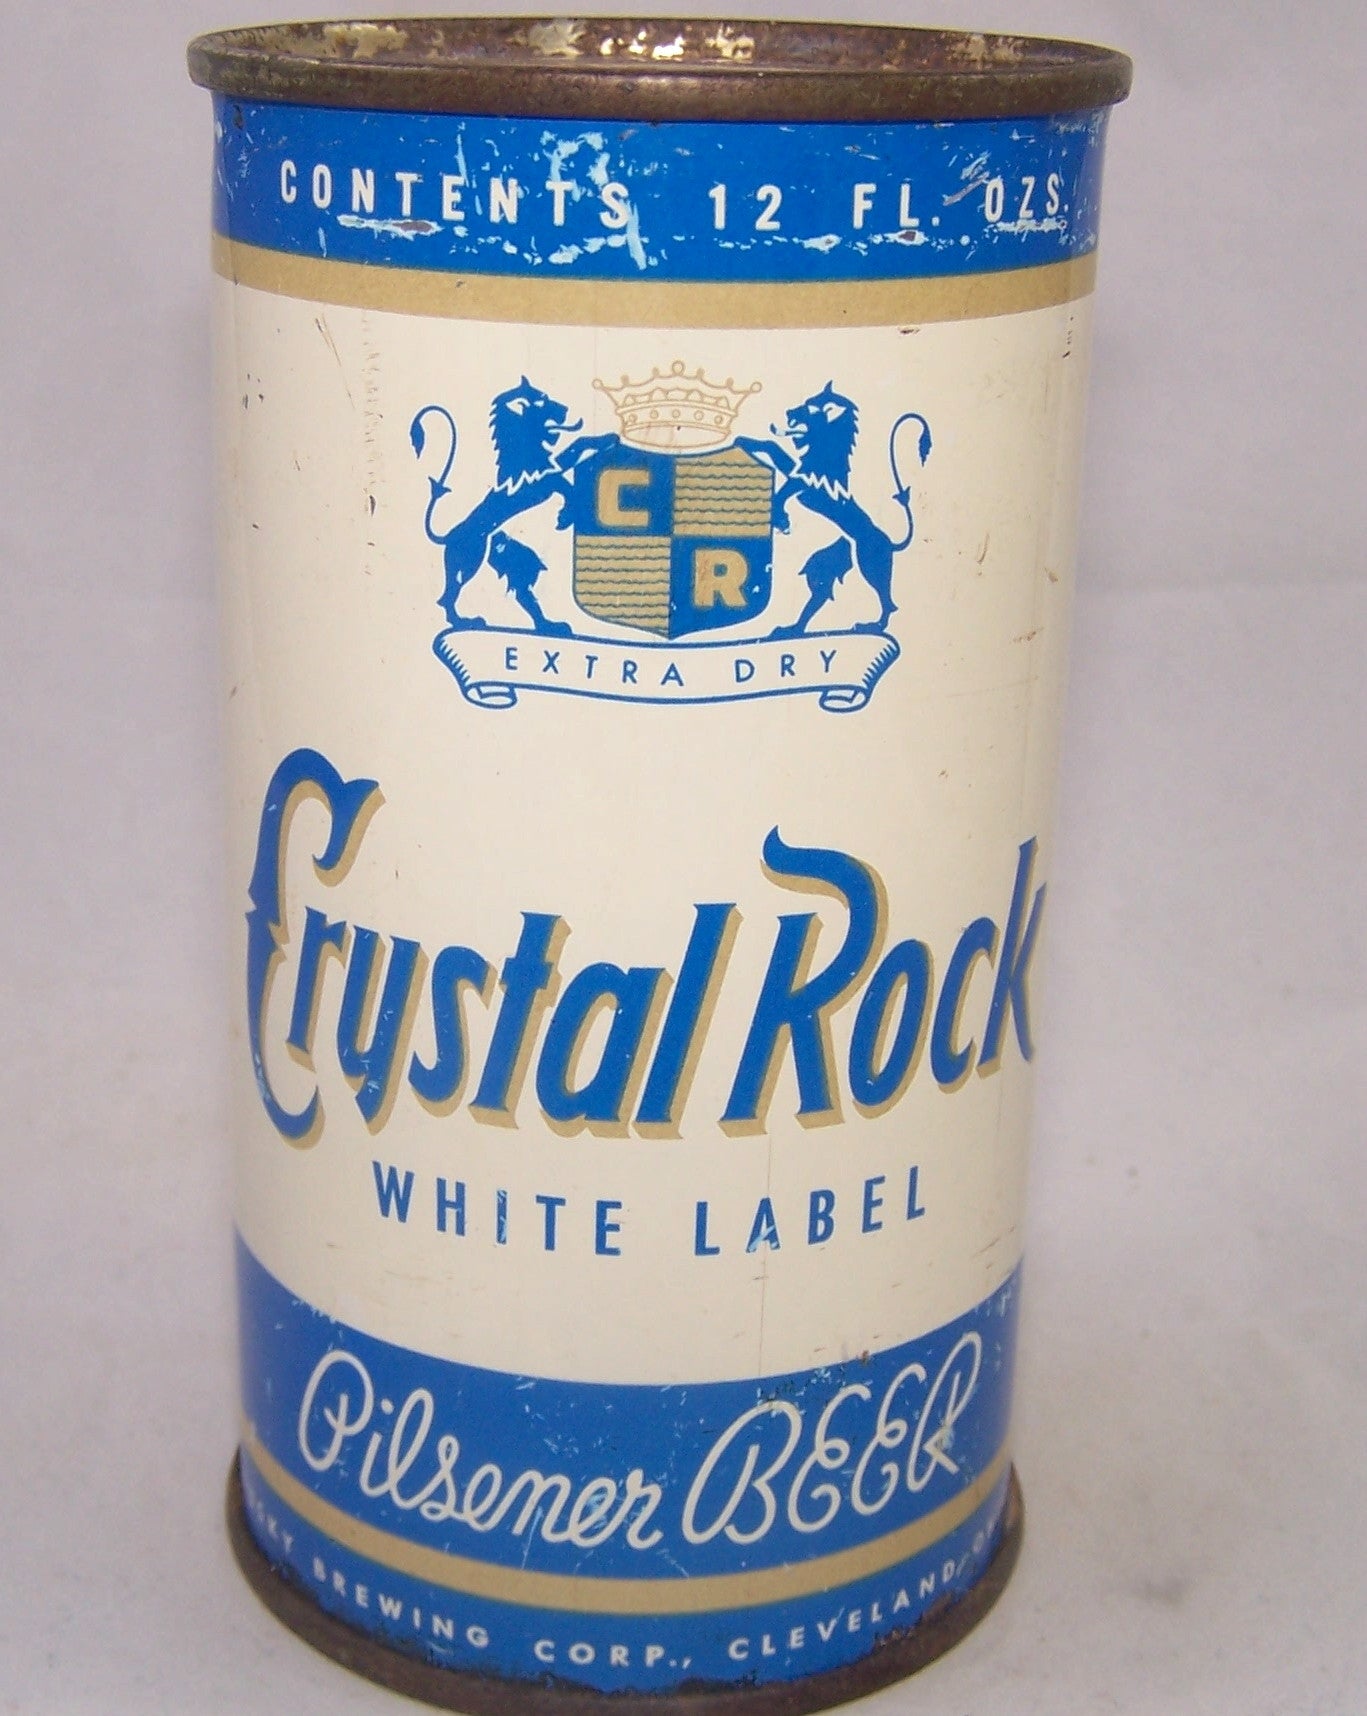 CONTENTS 12 FL. OZS.
C
R
EXTRA DRY
Crystal Rock
WHITE LABEL
Pilsener BEER
BREWING CORP., CLEVELAND,